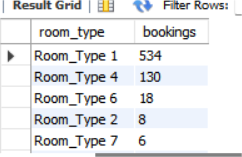 Result Grid Filter Rows:
room_type bookings
Room_Type 1 534
Room_Type 4 130
Room_Type 6 18
Room_Type 2 8
Room_Type 7 6